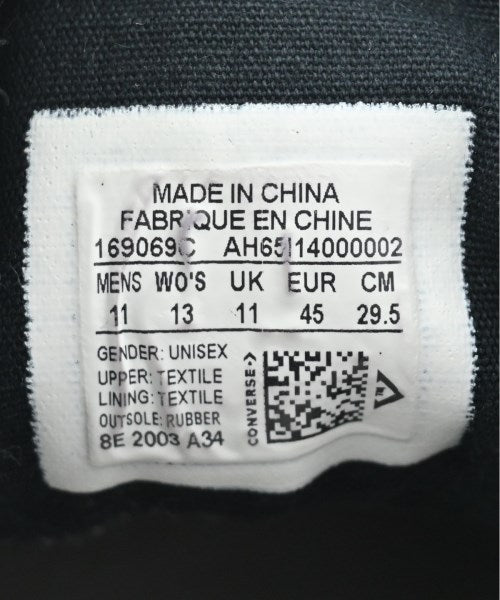 MADE IN CHINA
FABRIQUE EN CHINE
169069C AH65I14000002
MENS WO'S UK EUR CM
11 13 11 45 29.5
GENDER: UNISEX
UPPER: TEXTILE
LINING: TEXTILE
OUTSOLE: RUBBER
8E 2003 A34
CONVERSE